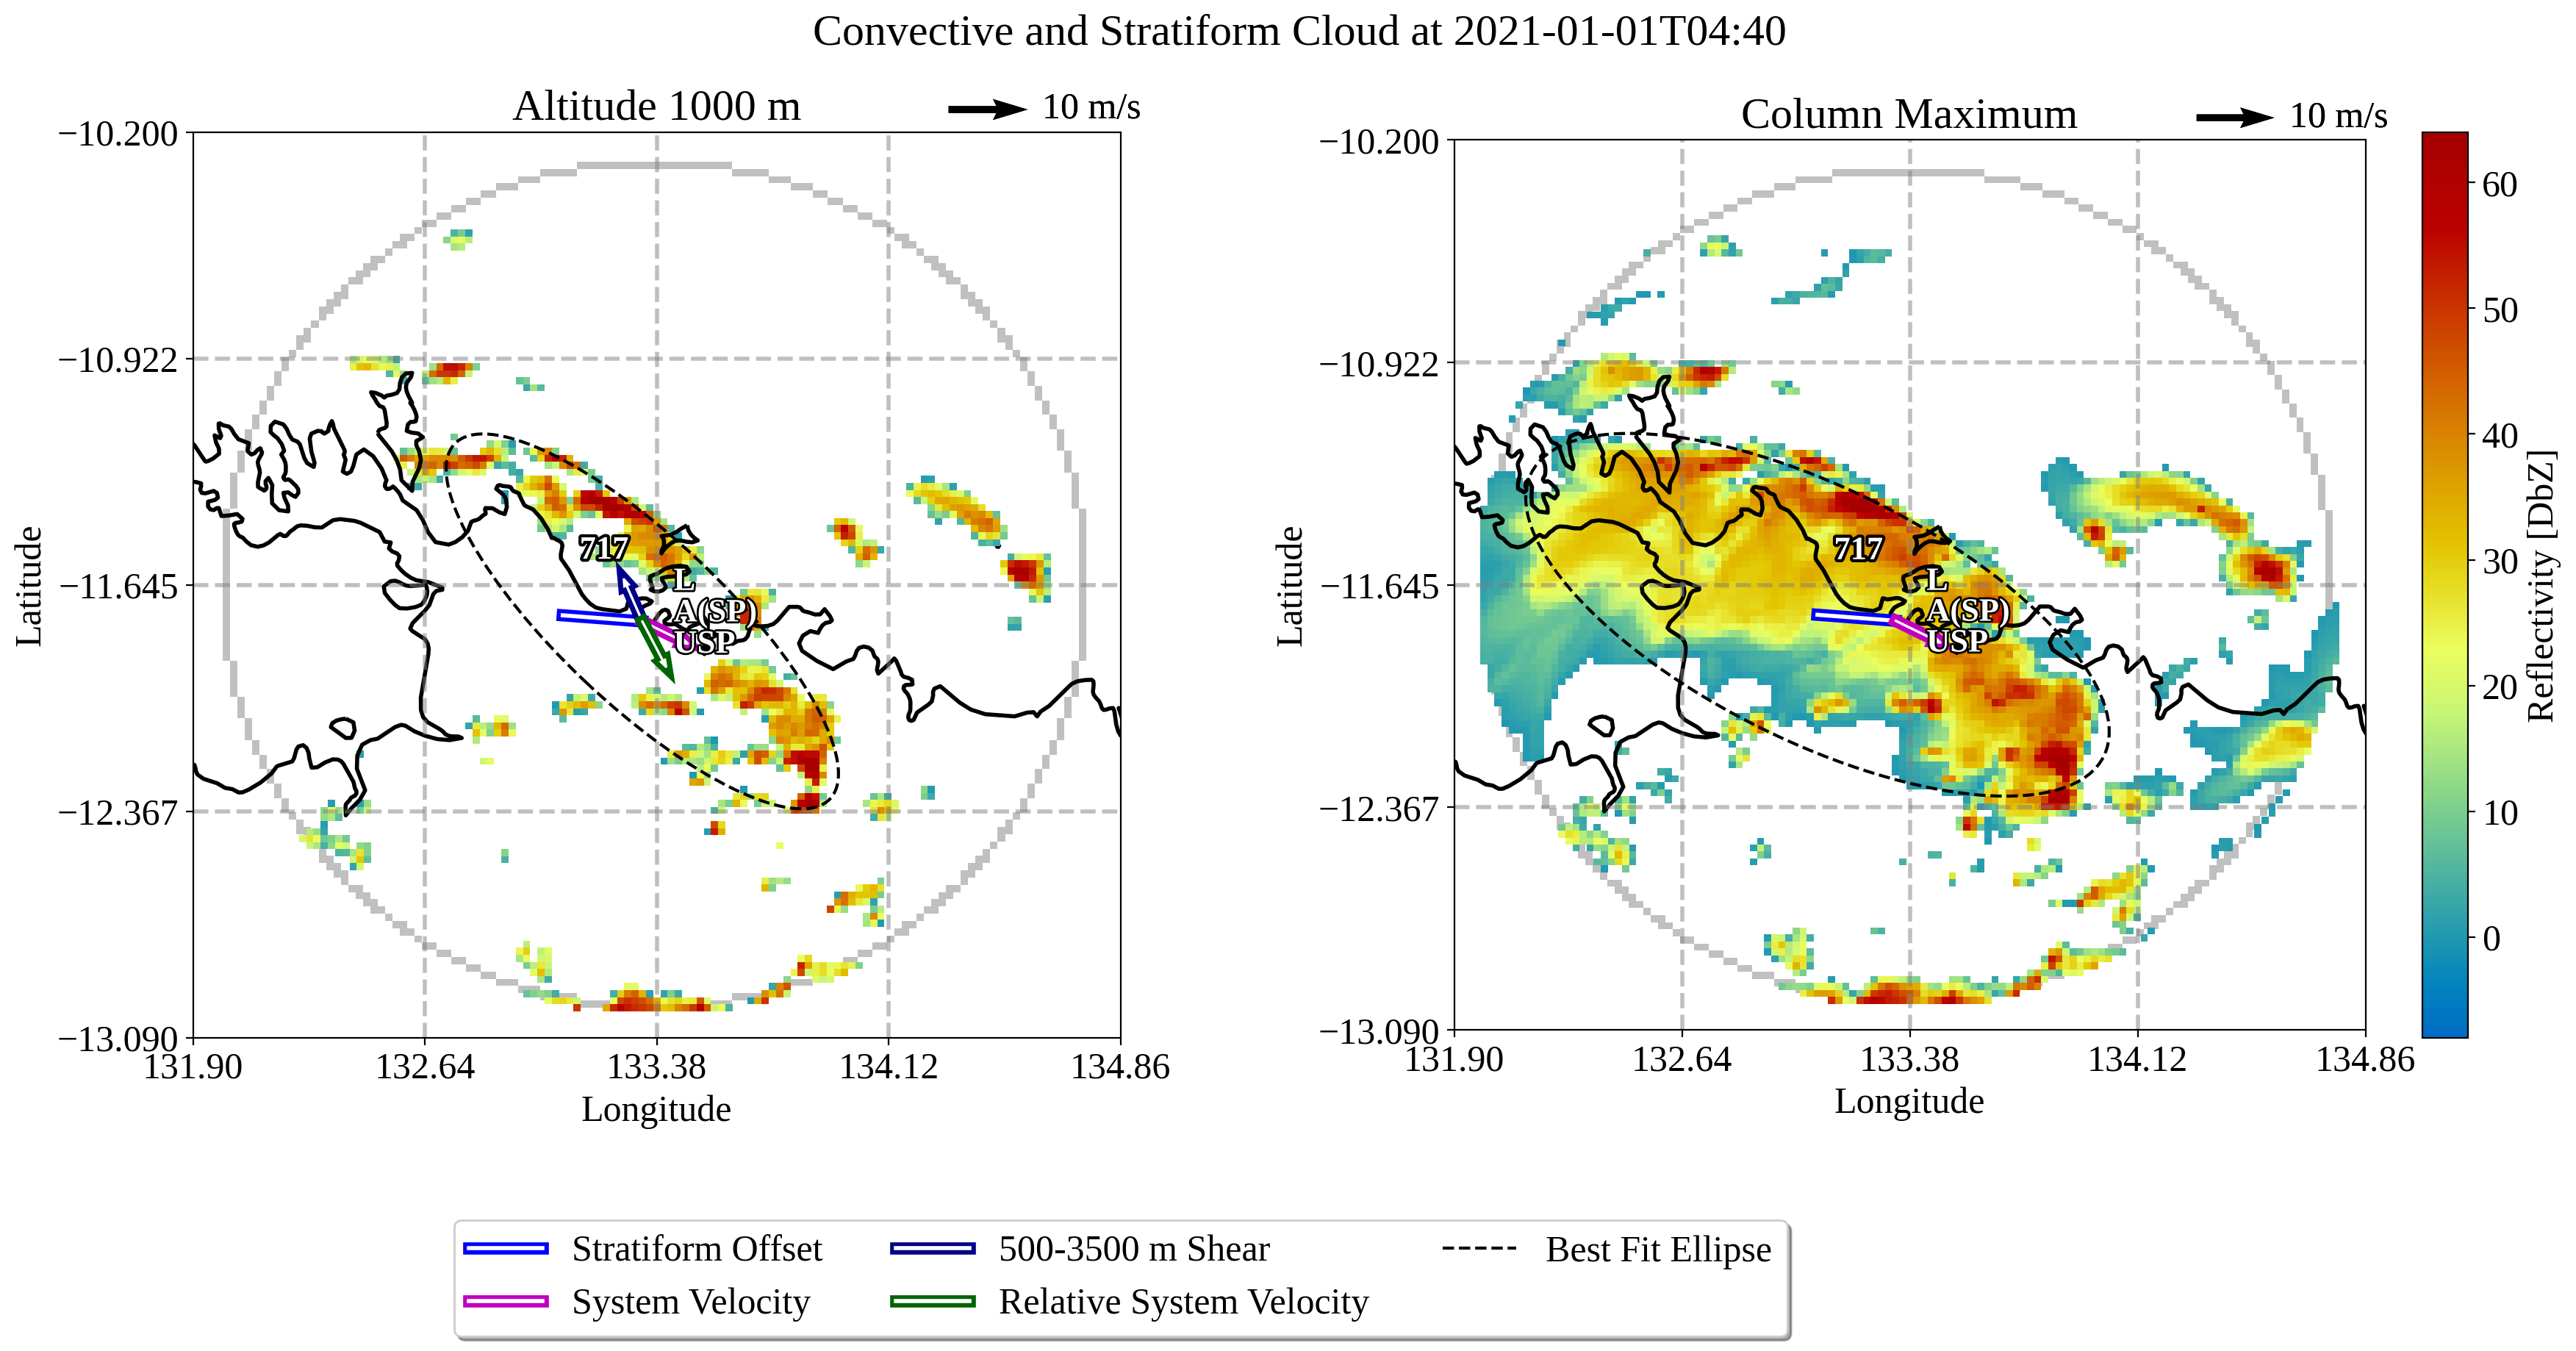 Convective and Stratiform Cloud at 2021-01-01T04:40
Altitude 1000 m
10 m/s
−10.200
−10.922
−11.645
−12.367
−13.090
131.90
132.64
133.38
134.12
134.86
Latitude
Longitude
717
L
A(SP)
USP
Column Maximum
10 m/s
−10.200
−10.922
−11.645
−12.367
−13.090
131.90
132.64
133.38
134.12
134.86
Latitude
Longitude
717
L
A(SP)
USP
60
50
40
30
20
10
0
Reflectivity [DbZ]
Stratiform Offset
System Velocity
500-3500 m Shear
Relative System Velocity
Best Fit Ellipse